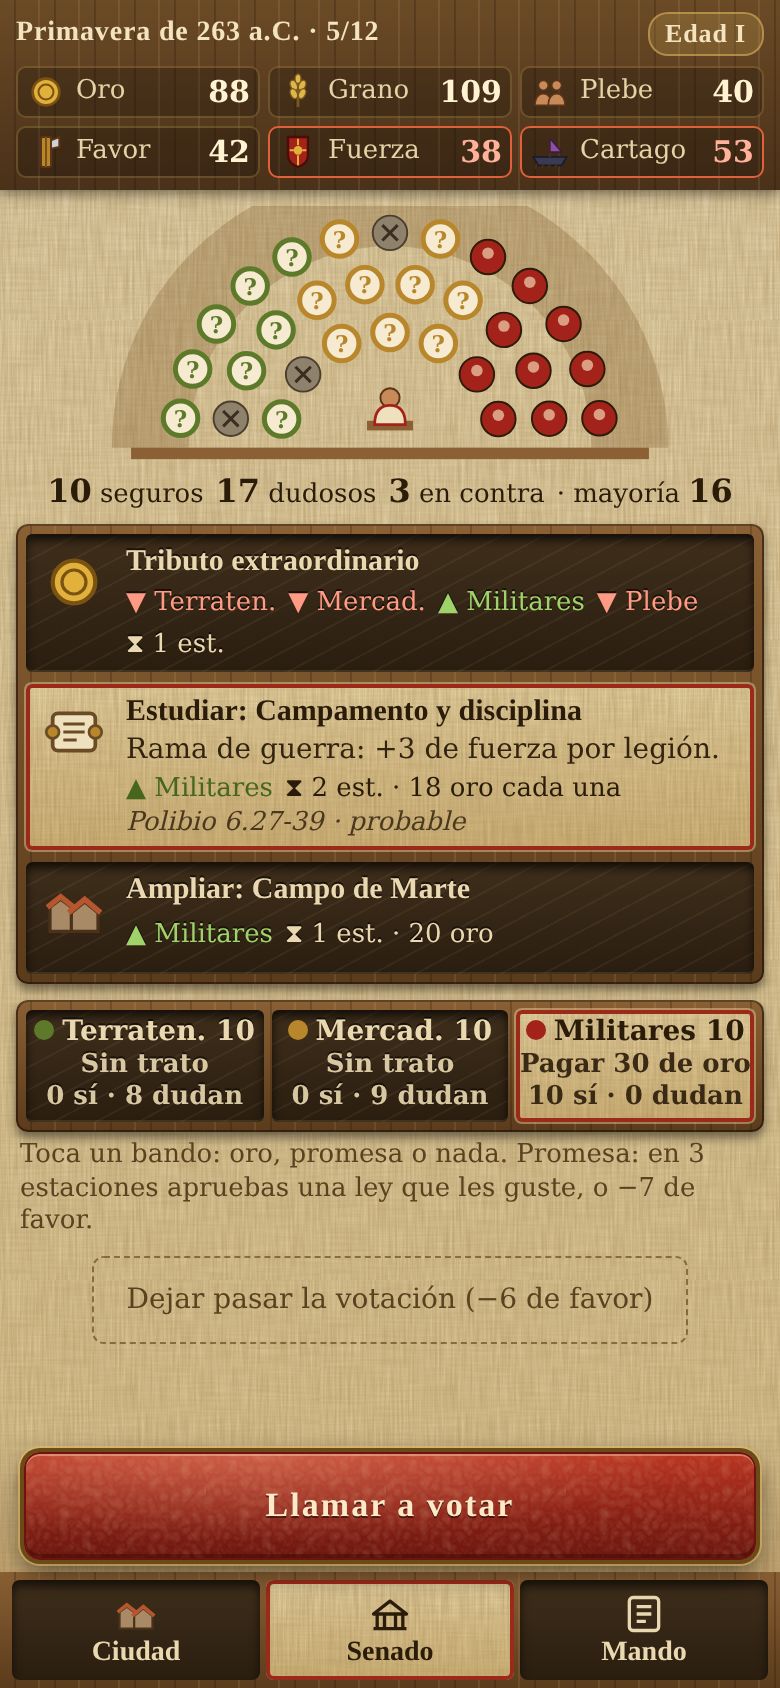 Primavera de 263 a.C. · 5/12
Edad I
Oro 88
Grano 109
Plebe 40
Favor 42
Fuerza 38
Cartago 53
? ? ? ? ? ? ? ? ? ? ? ? ? ? ? ? ?
10 seguros 17 dudosos 3 en contra · mayoría 16
Tributo extraordinario
▼ Terraten. ▼ Mercad. ▲ Militares ▼ Plebe
⧗ 1 est.
Estudiar: Campamento y disciplina
Rama de guerra: +3 de fuerza por legión.
▲ Militares ⧗ 2 est. · 18 oro cada una
Polibio 6.27-39 · probable
Ampliar: Campo de Marte
▲ Militares ⧗ 1 est. · 20 oro
Terraten. 10
Sin trato
0 sí · 8 dudan
Mercad. 10
Sin trato
0 sí · 9 dudan
Militares 10
Pagar 30 de oro
10 sí · 0 dudan
Toca un bando: oro, promesa o nada. Promesa: en 3
estaciones apruebas una ley que les guste, o −7 de
favor.
Dejar pasar la votación (−6 de favor)
Llamar a votar
Ciudad
Senado
Mando